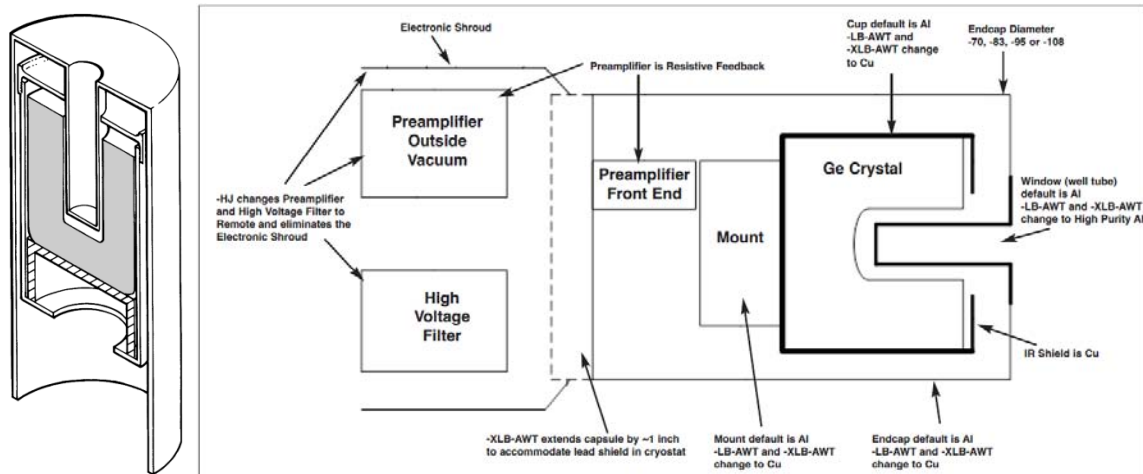 Electronic Shroud
Preamplifier is Resistive Feedback
Cup default is Al
-LB-AWT and
-XLB-AWT change
to Cu
Endcap Diameter
-70, -83, -95 or -108
Preamplifier
Outside
Vacuum
Preamplifier
Front End
Ge Crystal
Mount
Window (well tube)
default is Al
-LB-AWT and -XLB-AWT
change to High Purity Al
-HJ changes Preamplifier
and High Voltage Filter to
Remote and eliminates the
Electronic Shroud
High
Voltage
Filter
IR Shield is Cu
-XLB-AWT extends capsule by ~1 inch
to accommodate lead shield in cryostat
Mount default is Al
-LB-AWT and -XLB-AWT
change to Cu
Endcap default is Al
-LB-AWT and -XLB-AWT
change to Cu